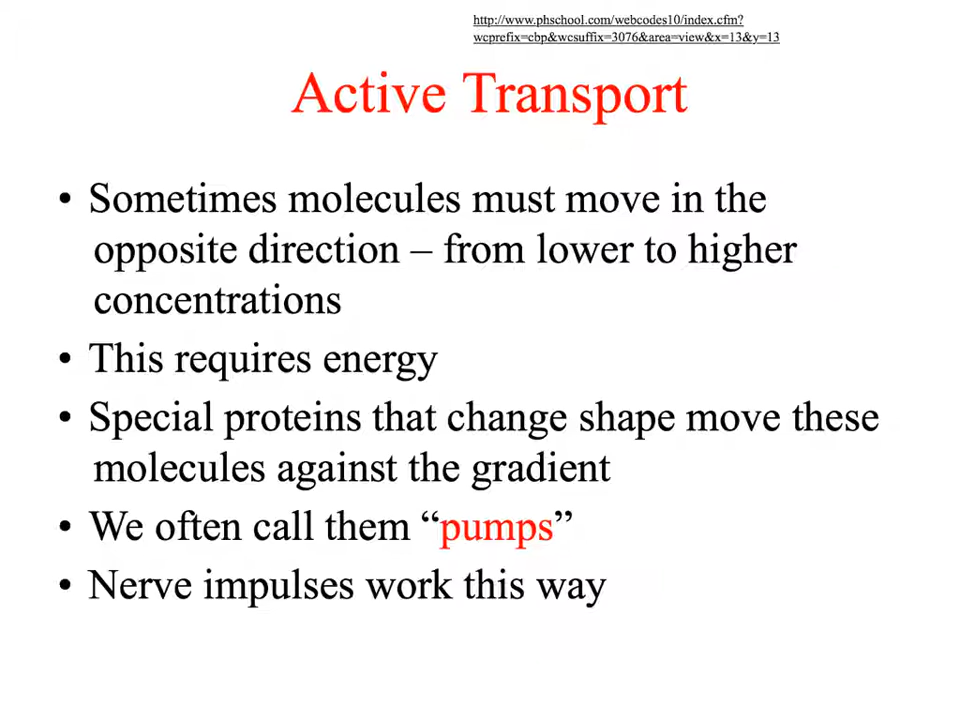 http://www.phschool.com/webcodes10/index.cfm?
wcprefix=cbp&wcsuffix=3076&area=view&x=13&y=13
Active Transport
• Sometimes molecules must move in the
opposite direction – from lower to higher
concentrations
• This requires energy
• Special proteins that change shape move these
molecules against the gradient
• We often call them “pumps”
• Nerve impulses work this way